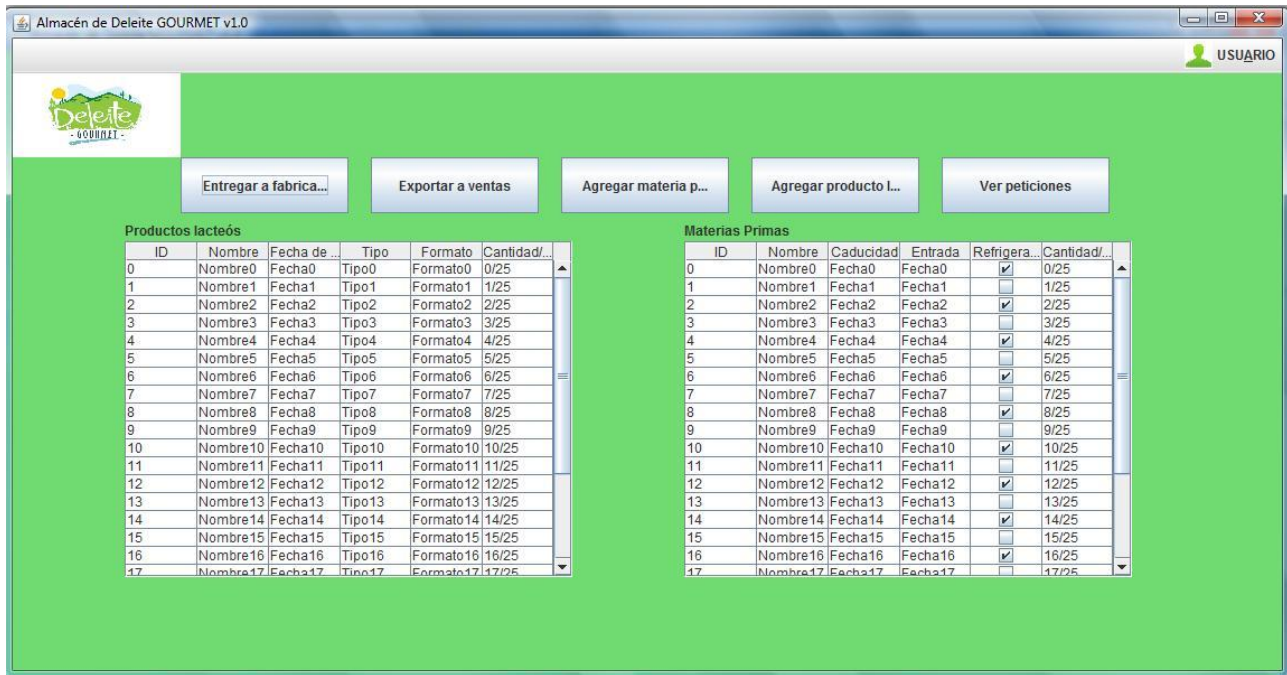 Almacén de Deleite GOURMET v1.0
USUARIO
Deleite
- GOURMET -
Entregar a fabrica... Exportar a ventas Agregar materia p... Agregar producto l... Ver peticiones
Productos lacteós Materias Primas
ID Nombre Fecha de ... Tipo Formato Cantidad/... ID Nombre Caducidad Entrada Refrigera... Cantidad/...
0 Nombre0 Fecha0 Tipo0 Formato0 0/25 0 Nombre0 Fecha0 Fecha0 0/25
1 Nombre1 Fecha1 Tipo1 Formato1 1/25 1 Nombre1 Fecha1 Fecha1 1/25
2 Nombre2 Fecha2 Tipo2 Formato2 2/25 2 Nombre2 Fecha2 Fecha2 2/25
3 Nombre3 Fecha3 Tipo3 Formato3 3/25 3 Nombre3 Fecha3 Fecha3 3/25
4 Nombre4 Fecha4 Tipo4 Formato4 4/25 4 Nombre4 Fecha4 Fecha4 4/25
5 Nombre5 Fecha5 Tipo5 Formato5 5/25 5 Nombre5 Fecha5 Fecha5 5/25
6 Nombre6 Fecha6 Tipo6 Formato6 6/25 6 Nombre6 Fecha6 Fecha6 6/25
7 Nombre7 Fecha7 Tipo7 Formato7 7/25 7 Nombre7 Fecha7 Fecha7 7/25
8 Nombre8 Fecha8 Tipo8 Formato8 8/25 8 Nombre8 Fecha8 Fecha8 8/25
9 Nombre9 Fecha9 Tipo9 Formato9 9/25 9 Nombre9 Fecha9 Fecha9 9/25
10 Nombre10 Fecha10 Tipo10 Formato10 10/25 10 Nombre10 Fecha10 Fecha10 10/25
11 Nombre11 Fecha11 Tipo11 Formato11 11/25 11 Nombre11 Fecha11 Fecha11 11/25
12 Nombre12 Fecha12 Tipo12 Formato12 12/25 12 Nombre12 Fecha12 Fecha12 12/25
13 Nombre13 Fecha13 Tipo13 Formato13 13/25 13 Nombre13 Fecha13 Fecha13 13/25
14 Nombre14 Fecha14 Tipo14 Formato14 14/25 14 Nombre14 Fecha14 Fecha14 14/25
15 Nombre15 Fecha15 Tipo15 Formato15 15/25 15 Nombre15 Fecha15 Fecha15 15/25
16 Nombre16 Fecha16 Tipo16 Formato16 16/25 16 Nombre16 Fecha16 Fecha16 16/25
17 Nombre17 Fecha17 Tipo17 Formato17 17/25 17 Nombre17 Fecha17 Fecha17 17/25